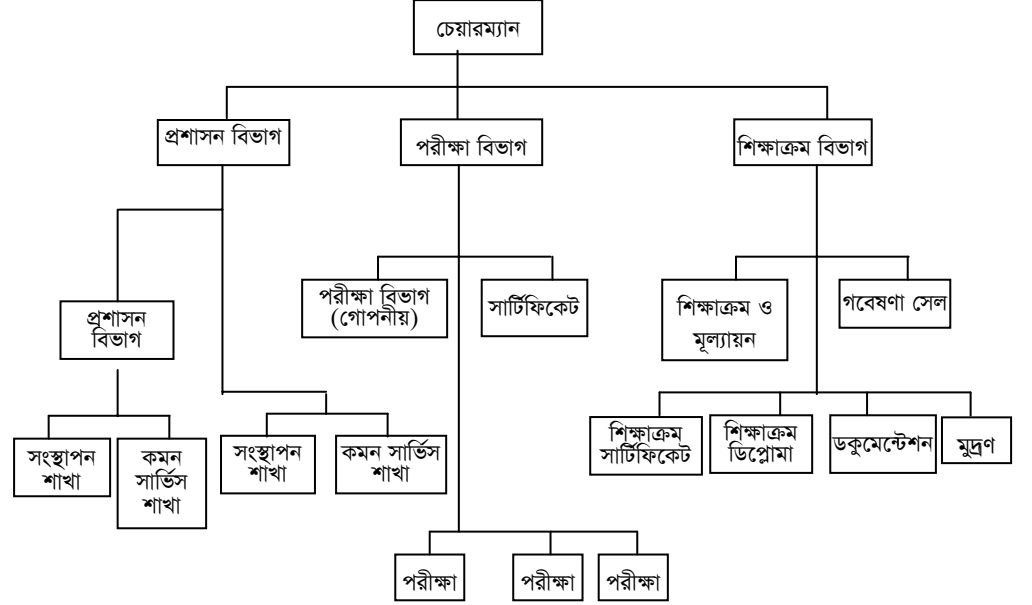 চেয়ারম্যান
প্রশাসন বিভাগ
পরীক্ষা বিভাগ
শিক্ষাক্রম বিভাগ
প্রশাসন
বিভাগ
পরীক্ষা বিভাগ
(গোপনীয়)
সার্টিফিকেট
শিক্ষাক্রম ও
মূল্যায়ন
গবেষণা সেল
সংস্থাপন
শাখা
কমন
সার্ভিস
শাখা
সংস্থাপন
শাখা
কমন সার্ভিস
শাখা
শিক্ষাক্রম
সার্টিফিকেট
শিক্ষাক্রম
ডিপ্লোমা
ডকুমেন্টেশন
মুদ্রণ
পরীক্ষা
পরীক্ষা
পরীক্ষা